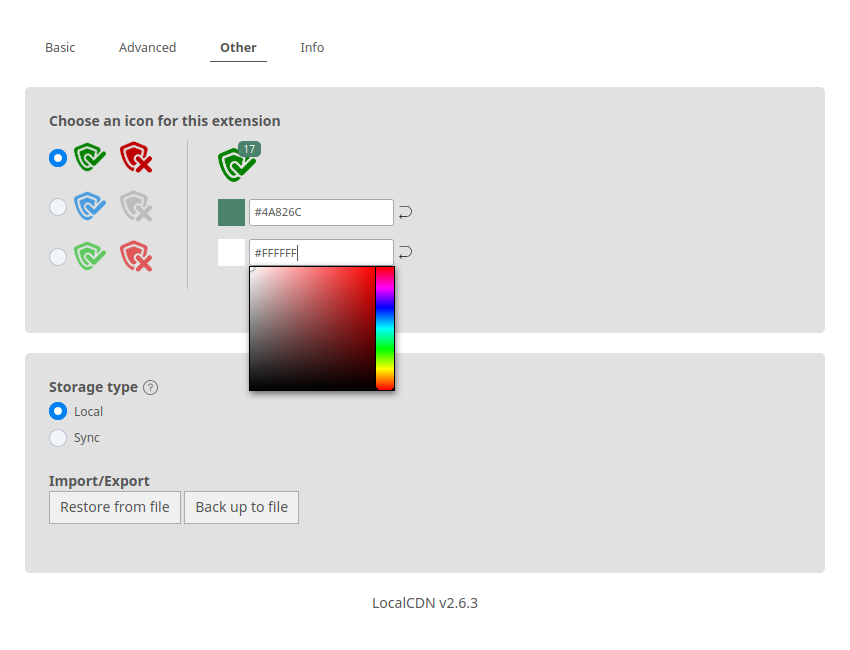 Basic Advanced Other Info
Choose an icon for this extension
17
#4A826C
#FFFFFF
Storage type ?
Local
Sync
Import/Export
Restore from file Back up to file
LocalCDN v2.6.3